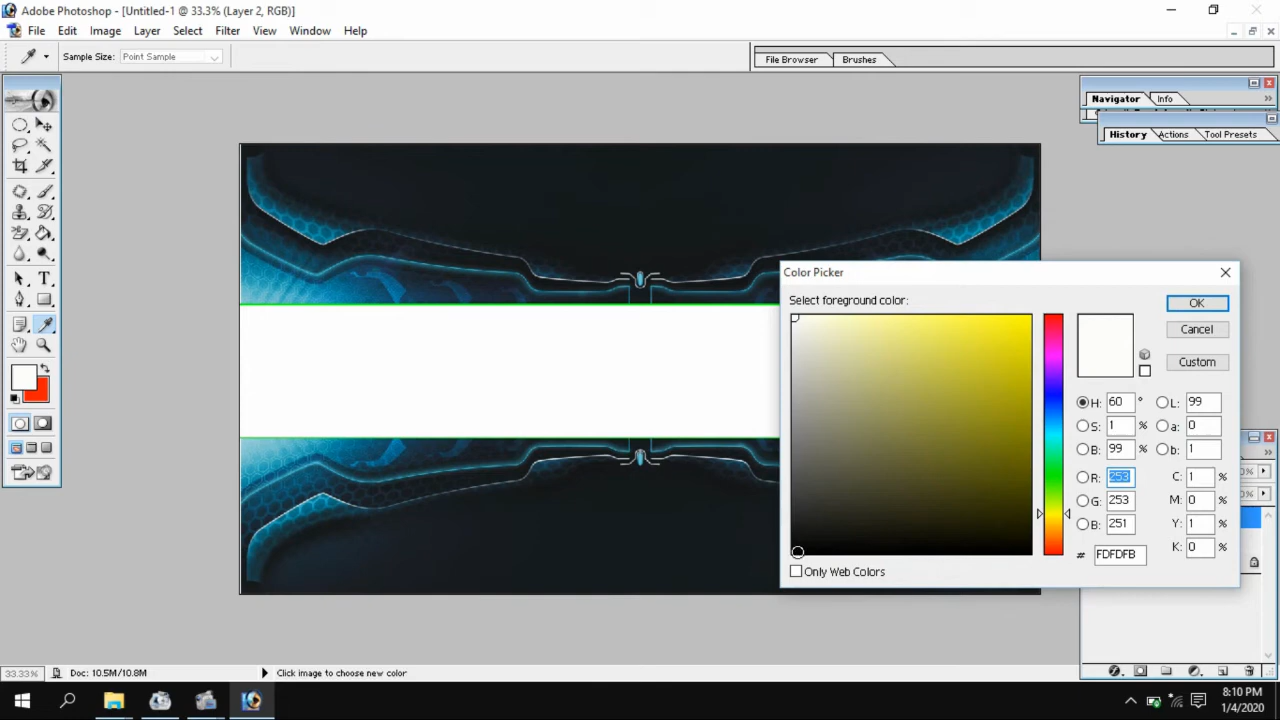 Adobe Photoshop - [Untitled-1 @ 33.3% (Layer 2, RGB)]
File Edit Image Layer Select Filter View Window Help
Sample Size: Point Sample
File Browser Brushes
Navigator Info
History Actions Tool Presets
Color Picker
Select foreground color:
OK
Cancel
Custom
H: 60 ° L: 99
S: 1 % a: 0
B: 99 % b: 1
R: 253 C: 1 %
G: 253 M: 0 %
B: 251 Y: 1 %
# FDFDFB K: 0 %
Only Web Colors
33.33% Doc: 10.5M/10.8M Click image to choose new color
8:10 PM
1/4/2020